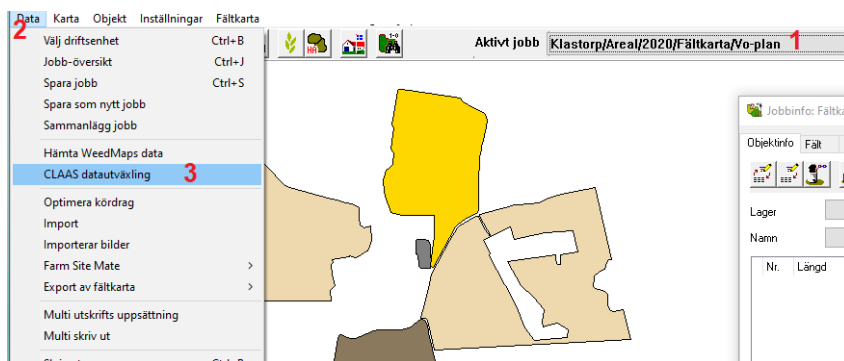 Data Karta Objekt Inställningar Fältkarta
2
Aktivt jobb Klastorp/Areal/2020/Fältkarta/Vo-plan 1
Välj driftsenhet Ctrl+B
Jobb-översikt Ctrl+J
Spara jobb Ctrl+S
Spara som nytt jobb
Sammanlägg jobb
Hämta WeedMaps data
CLAAS datautväxling 3
Optimera kördrag
Import
Importerar bilder
Farm Site Mate >
Export av fältkarta >
Multi utskrifts uppsättning
Multi skriv ut
HA
Jobbinfo: Fältka
Objektinfo Fält
Lager
Namn
Nr. Längd